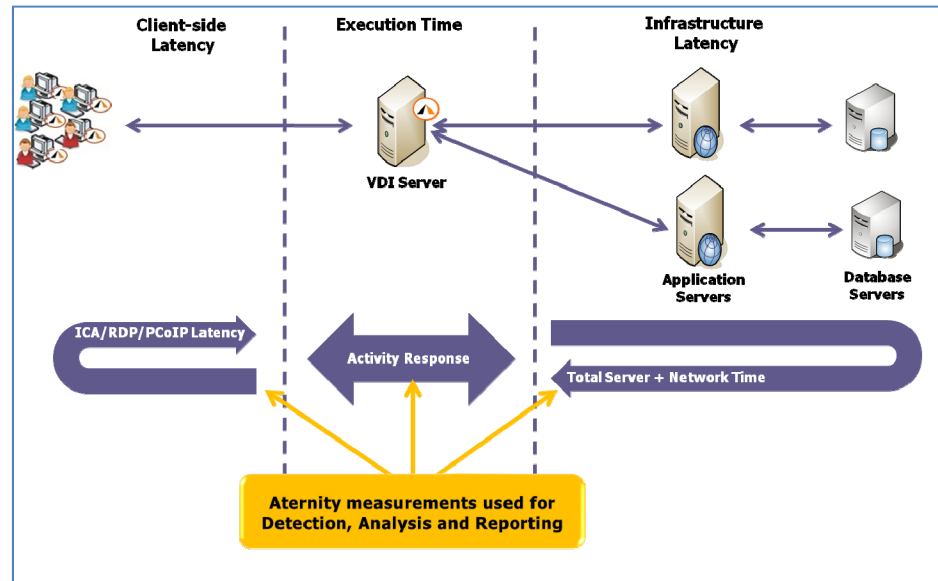 Client-side
Latency
Execution Time
Infrastructure
Latency
VDI Server
Application
Servers
Database
Servers
ICA/RDP/PCoIP Latency
Activity Response
Total Server + Network Time
Aternity measurements used for
Detection, Analysis and Reporting